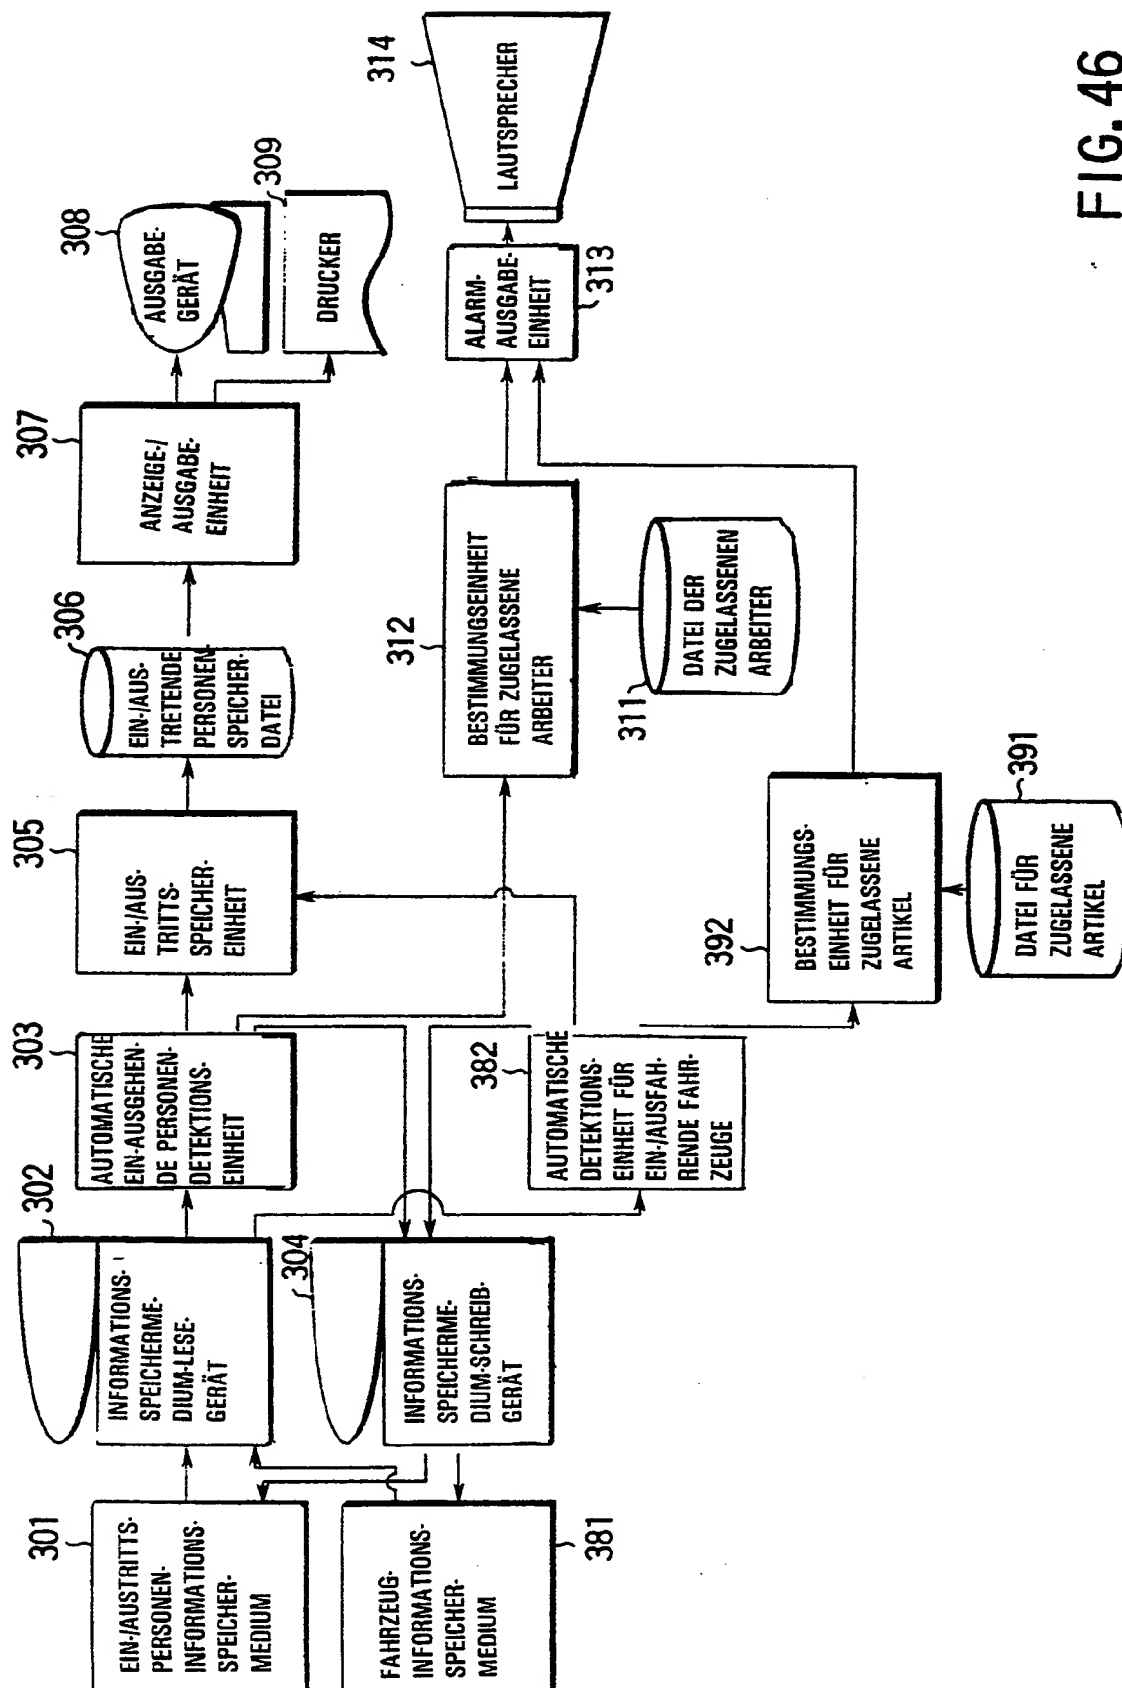 301
EIN-/AUSTRITTS-
PERSONEN-
INFORMATIONS-
SPEICHER-
MEDIUM
302
INFORMATIONS-
SPEICHERME-
DIUM-LESE-
GERÄT
303
AUTOMATISCHE
EIN-AUSGEHEN-
DE PERSONEN-
DETEKTIONS-
EINHEIT
305
EIN-/AUS-
TRITTS-
SPEICHER-
EINHEIT
306
EIN-/AUS-
TRETENDE
PERSONEN-
SPEICHER-
DATEI
307
ANZEIGE-/
AUSGABE-
EINHEIT
308
AUSGABE-
GERÄT
309
DRUCKER
381
FAHRZEUG-
INFORMATIONS-
SPEICHER-
MEDIUM
304
INFORMATIONS-
SPEICHERME-
DIUM-SCHREIB-
GERÄT
382
AUTOMATISCHE
DETEKTIONS-
EINHEIT FÜR
EIN-/AUSFAH-
RENDE FAHR-
ZEUGE
312
BESTIMMUNGSEINHEIT
FÜR ZUGELASSENE
ARBEITER
311
DATEI DER
ZUGELASSENEN
ARBEITER
313
ALARM-
AUSGABE-
EINHEIT
314
LAUTSPRECHER
392
BESTIMMUNGS-
EINHEIT FÜR
ZUGELASSENE
ARTIKEL
391
DATEI FÜR
ZUGELASSENE
ARTIKEL
FIG. 46